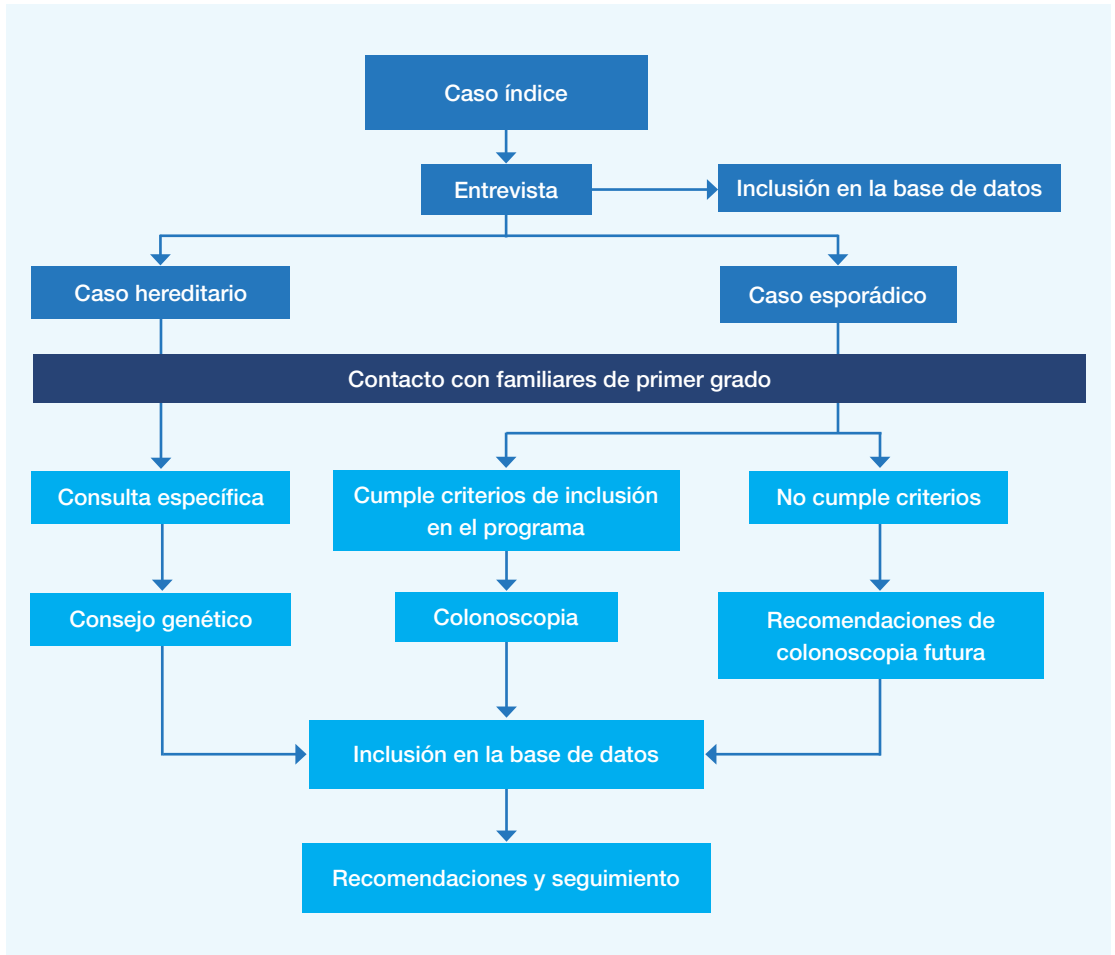 Caso índice
Entrevista
Inclusión en la base de datos
Caso hereditario
Caso esporádico
Contacto con familiares de primer grado
Consulta específica
Cumple criterios de inclusión
en el programa
No cumple criterios
Consejo genético
Colonoscopia
Recomendaciones de
colonoscopia futura
Inclusión en la base de datos
Recomendaciones y seguimiento